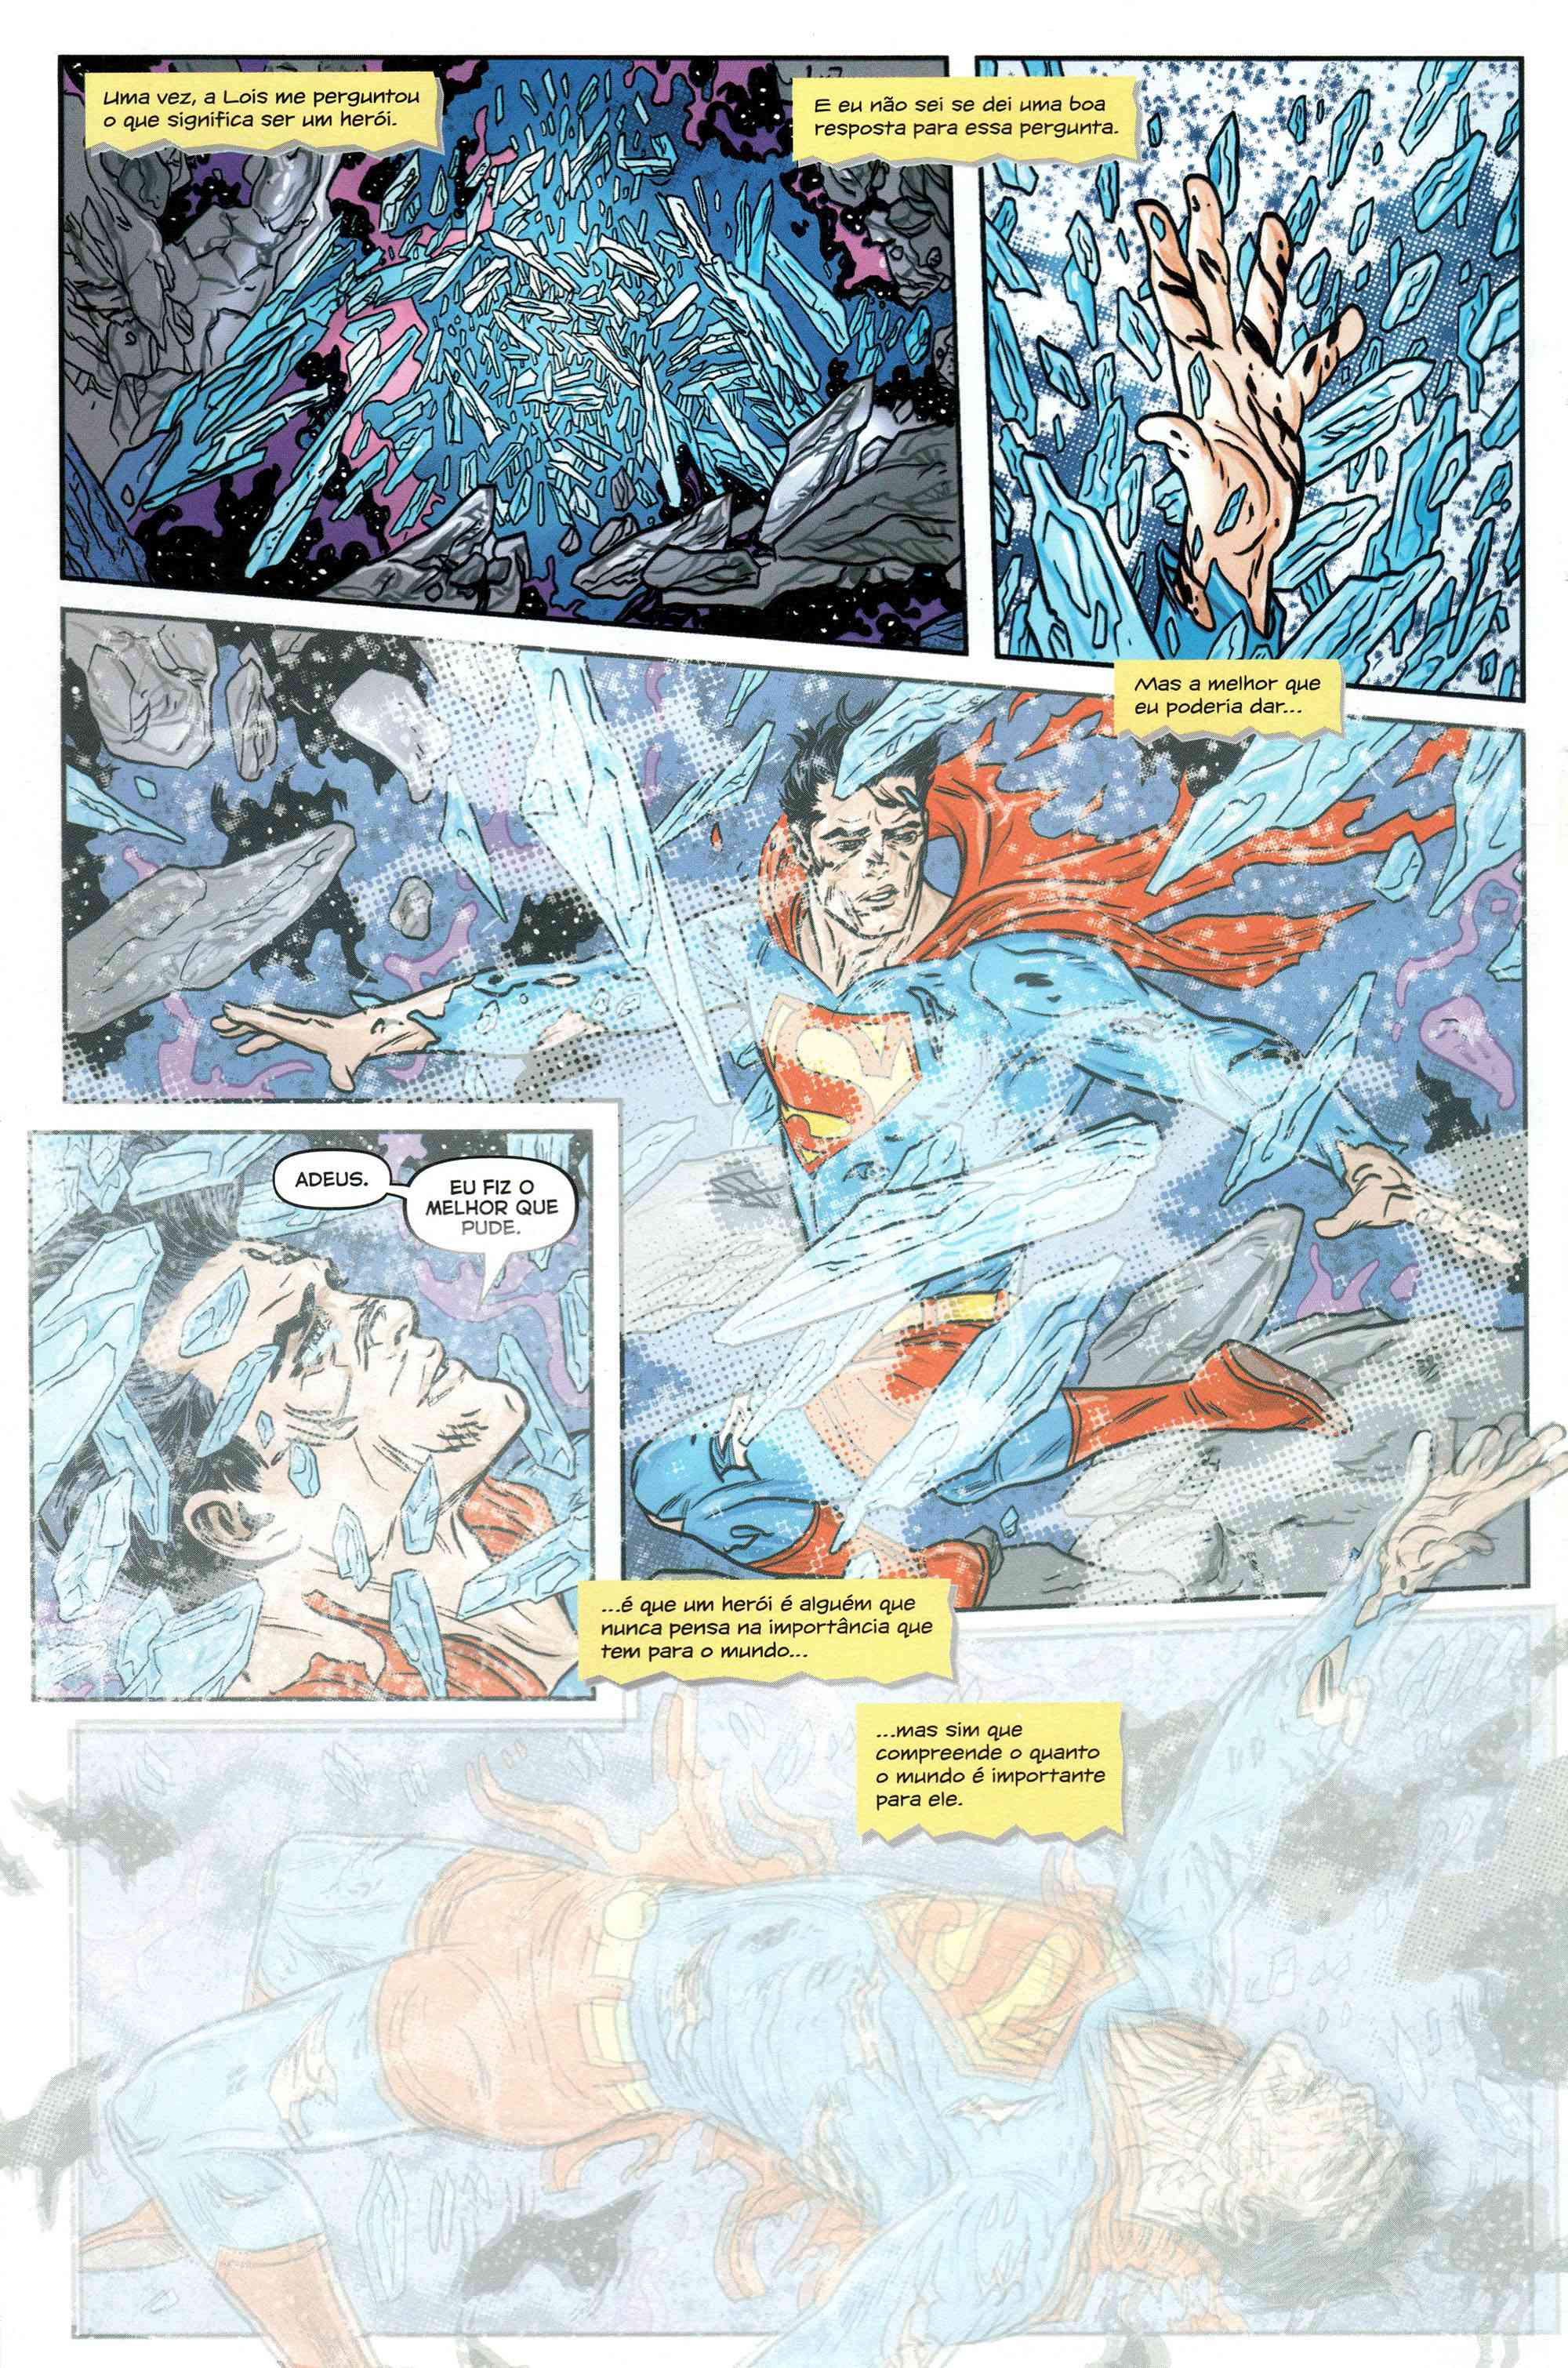 Uma vez, a Lois me perguntou
o que significa ser um herói.
E eu não sei se dei uma boa
resposta para essa pergunta.
Mas a melhor que
eu poderia dar...
ADEUS.
EU FIZ O
MELHOR QUE
PUDE.
...é que um herói é alguém que
nunca pensa na importância que
tem para o mundo...
...mas sim que
compreende o quanto
o mundo é importante
para ele.